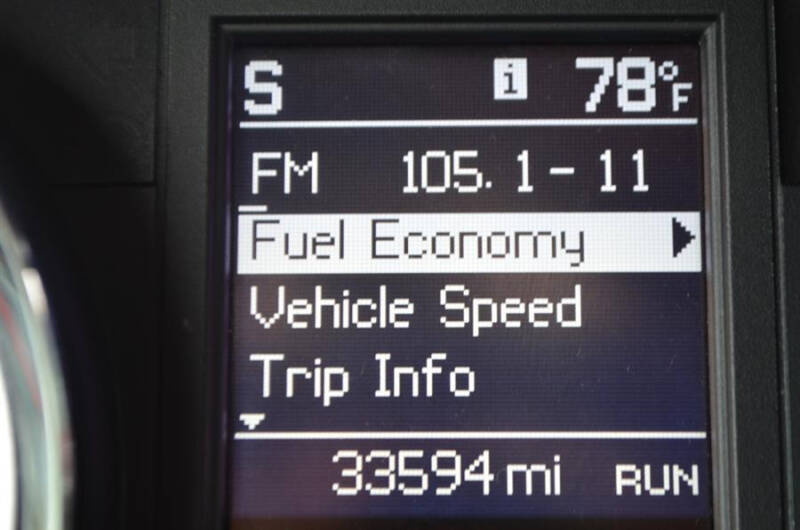 S i 78°F
FM 105.1-11
Fuel Economy
Vehicle Speed
Trip Info
33594 mi RUN